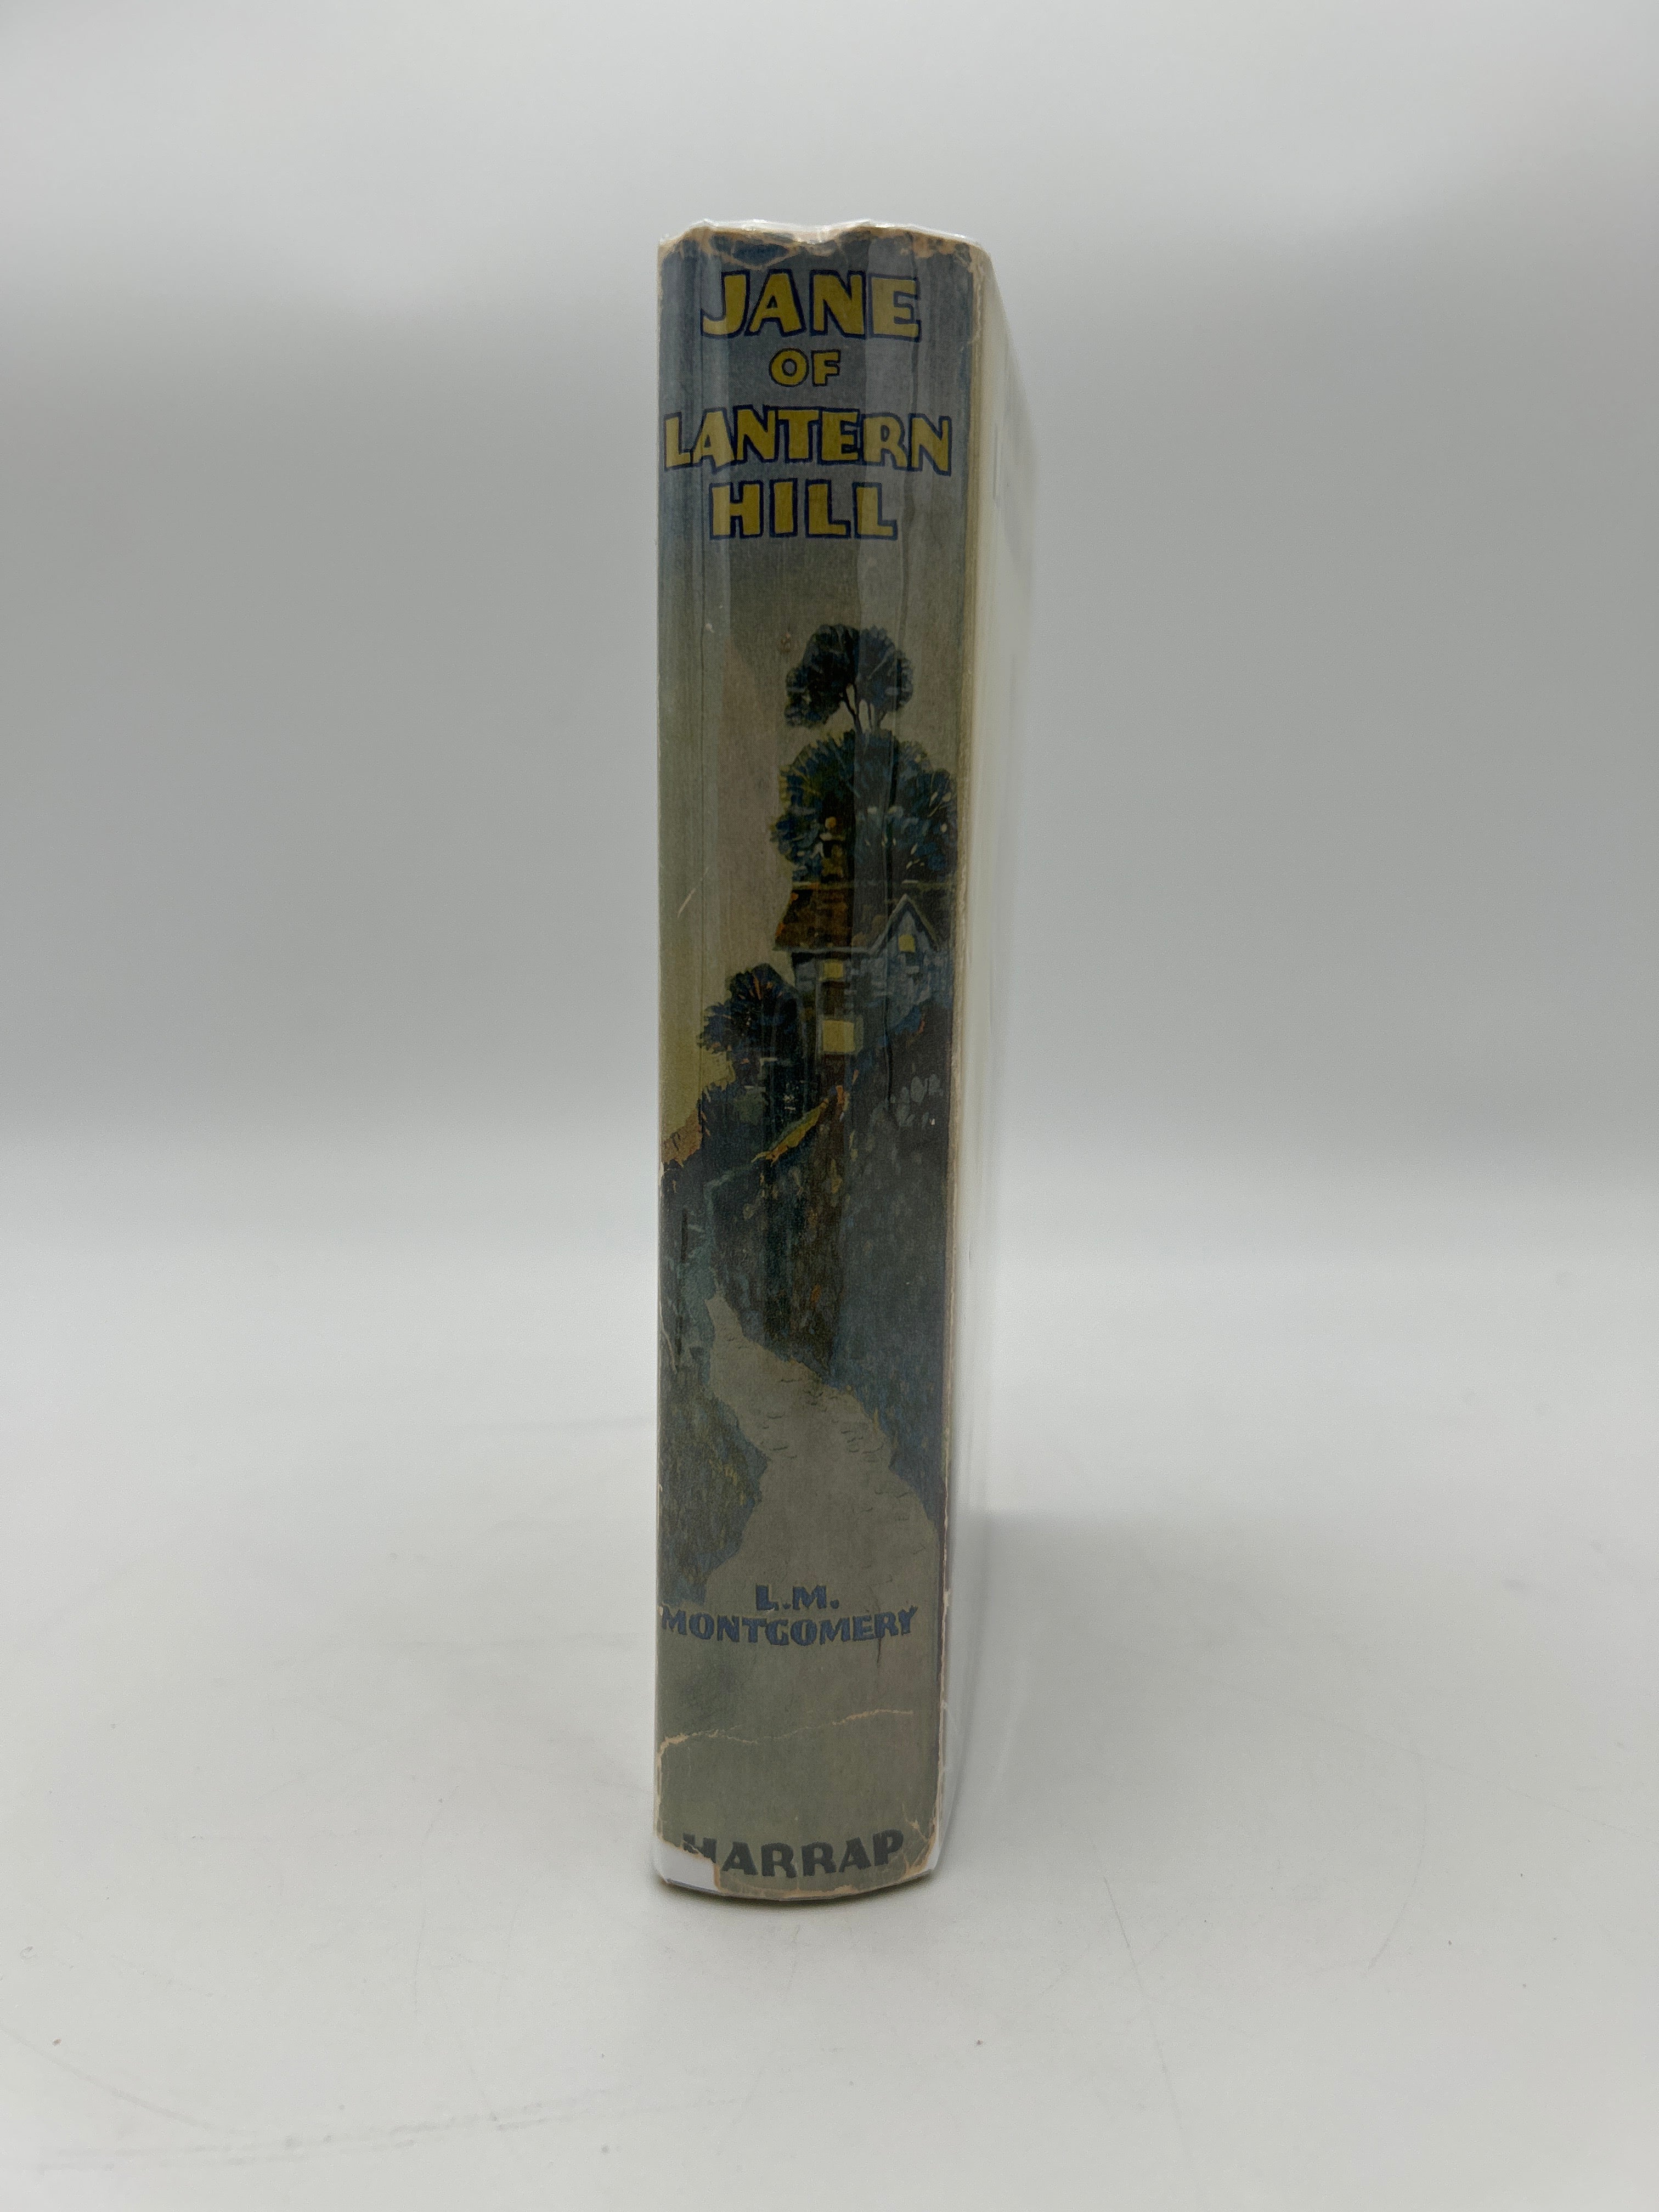 JANE
OF
LANTERN
HILL
L.M.
MONTGOMERY
HARRAP